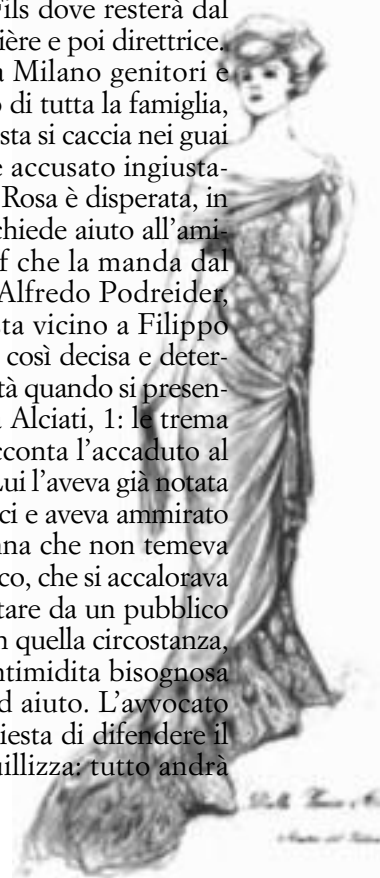 ils dove resterà dal
ière e poi direttrice.
a Milano genitori e
o di tutta la famiglia,
sta si caccia nei guai
e accusato ingiusta-
Rosa è disperata, in
chiede aiuto all'ami-
f che la manda dal
Alfredo Podreider,
ta vicino a Filippo
così decisa e deter-
tà quando si presen-
Alciati, 1: le trema
cconta l'accaduto al
Lui l'aveva già notata
ci e aveva ammirato
nna che non temeva
co, che si accalorava
tare da un pubblico
n quella circostanza,
ntimidita bisognosa
d aiuto. L'avvocato
iesta di difendere il
uillizza: tutto andrà